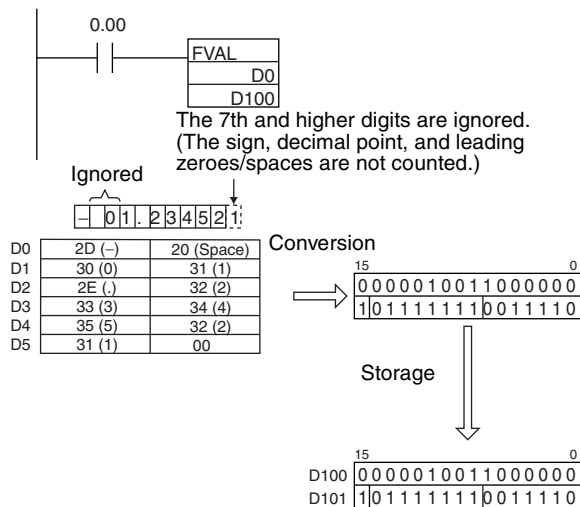 0.00
FVAL
D0
D100
The 7th and higher digits are ignored.
(The sign, decimal point, and leading
zeroes/spaces are not counted.)
Ignored
– 0 1 . 2 3 4 5 2 1
D0 2D (–) 20 (Space)
D1 30 (0) 31 (1)
D2 2E (.) 32 (2)
D3 33 (3) 34 (4)
D4 35 (5) 32 (2)
D5 31 (1) 00
Conversion
15 0
0 0 0 0 0 1 0 0 1 1 0 0 0 0 0 0
1 0 1 1 1 1 1 1 1 0 0 1 1 1 1 0
Storage
15 0
D100 0 0 0 0 0 1 0 0 1 1 0 0 0 0 0 0
D101 1 0 1 1 1 1 1 1 1 0 0 1 1 1 1 0